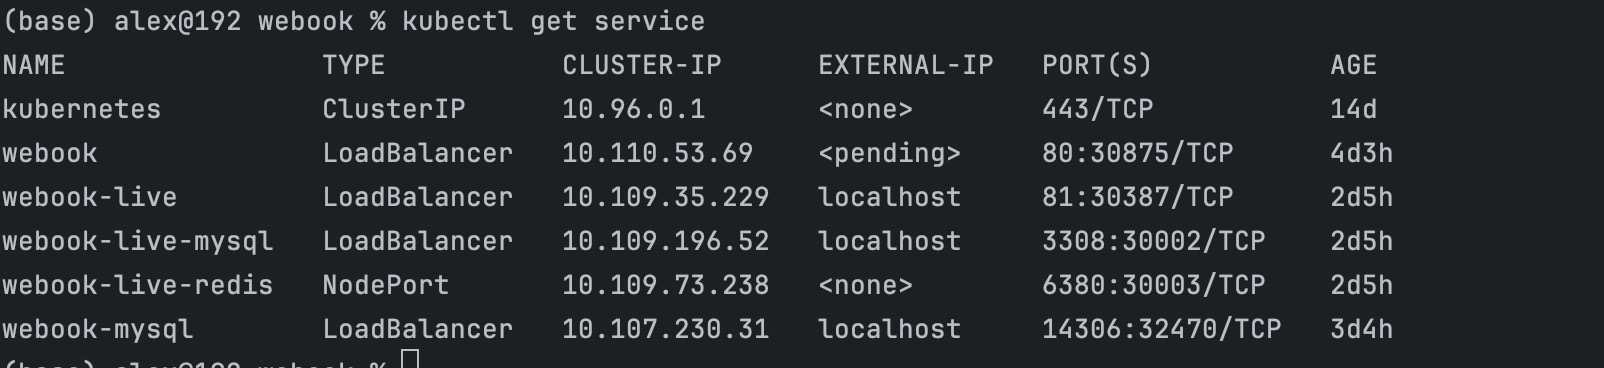 (base) alex@192 webook % kubectl get service
NAME TYPE CLUSTER-IP EXTERNAL-IP PORT(S) AGE
kubernetes ClusterIP 10.96.0.1 <none> 443/TCP 14d
webook LoadBalancer 10.110.53.69 <pending> 80:30875/TCP 4d3h
webook-live LoadBalancer 10.109.35.229 localhost 81:30387/TCP 2d5h
webook-live-mysql LoadBalancer 10.109.196.52 localhost 3308:30002/TCP 2d5h
webook-live-redis NodePort 10.109.73.238 <none> 6380:30003/TCP 2d5h
webook-mysql LoadBalancer 10.107.230.31 localhost 14306:32470/TCP 3d4h
(base) alex@192 webook %